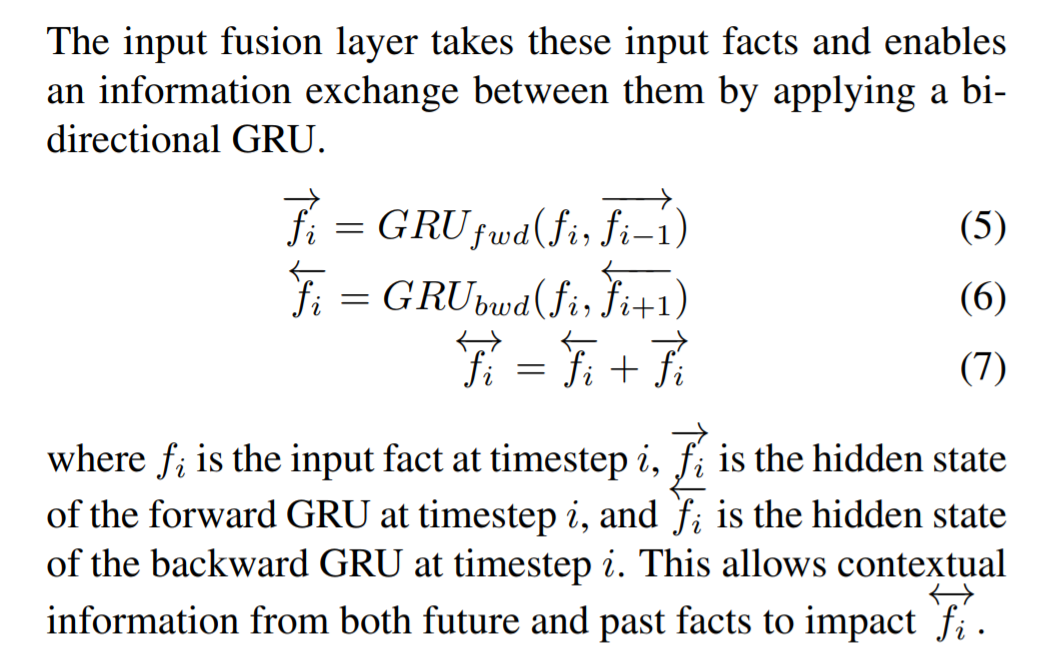 The input fusion layer takes these input facts and enables
an information exchange between them by applying a bi-
directional GRU.
$\overrightarrow{f_i} = GRU_{fwd}(f_i, \overrightarrow{f_{i-1}})$ (5)
$\overleftarrow{f_i} = GRU_{bwd}(f_i, \overleftarrow{f_{i+1}})$ (6)
$\overleftrightarrow{f_i} = \overleftarrow{f_i} + \overrightarrow{f_i}$ (7)
where $f_i$ is the input fact at timestep $i$, $\overrightarrow{f_i}$ is the hidden state
of the forward GRU at timestep $i$, and $\overleftarrow{f_i}$ is the hidden state
of the backward GRU at timestep $i$. This allows contextual
information from both future and past facts to impact $\overleftrightarrow{f_i}$.